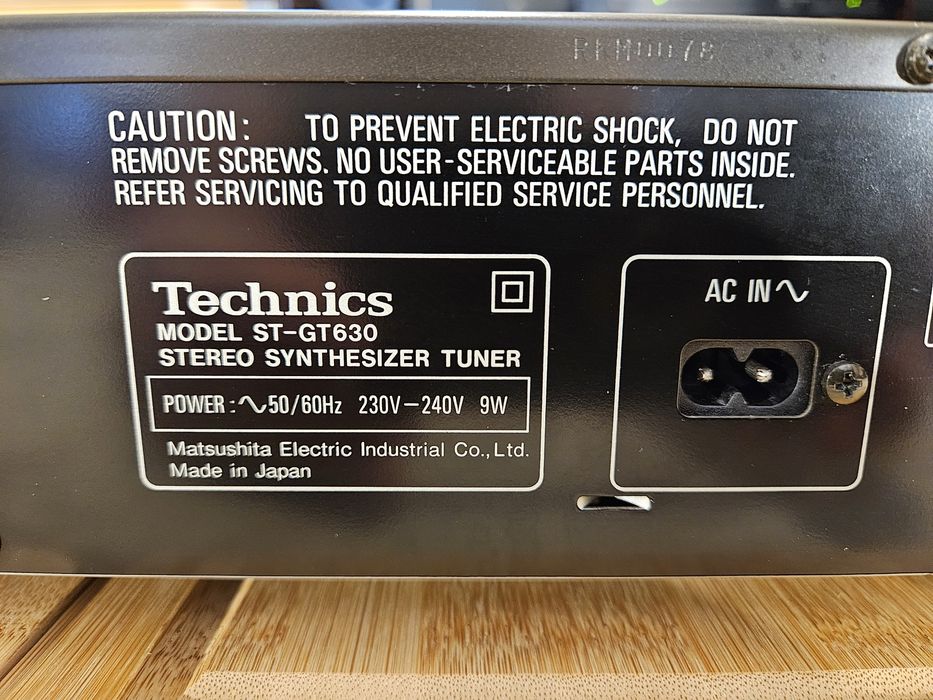 CAUTION: TO PREVENT ELECTRIC SHOCK, DO NOT
REMOVE SCREWS. NO USER-SERVICEABLE PARTS INSIDE.
REFER SERVICING TO QUALIFIED SERVICE PERSONNEL.
Technics
MODEL ST-GT630
STEREO SYNTHESIZER TUNER
POWER: ∿50/60Hz 230V-240V 9W
Matsushita Electric Industrial Co., Ltd.
Made in Japan
AC IN∿